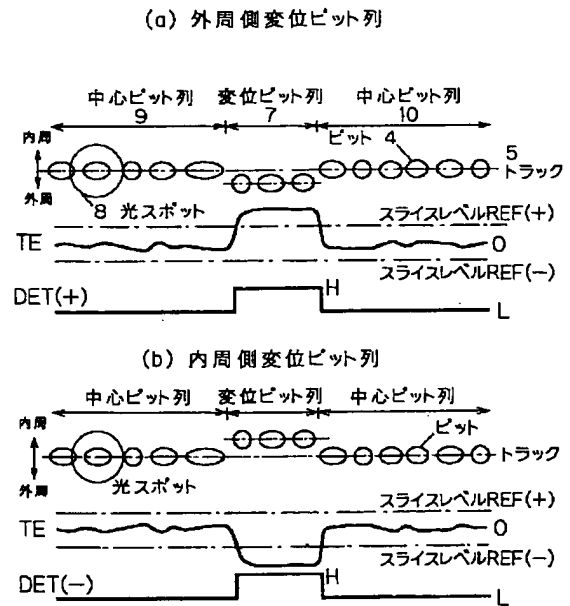 (a) 外周側変位ピット列
中心ピット列 変位ピット列 中心ピット列
9 7 10
内周
外周
ピット 4
5
トラック
8 光スポット
スライスレベルREF(+)
TE
0
スライスレベルREF(-)
DET(+)
H
L
(b) 内周側変位ピット列
中心ピット列 変位ピット列 中心ピット列
内周
外周
ピット
トラック
光スポット
スライスレベルREF(+)
TE
0
スライスレベルREF(-)
DET(-)
H
L